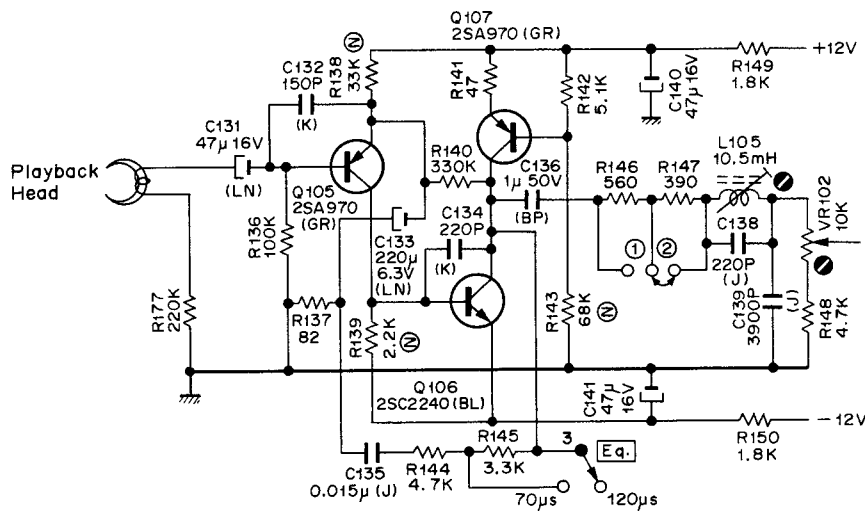 Q107
2SA970 (GR)
C132
150P
(K)
R138
33K
N
R141
47
R142
5.1K
C140
47μ16V
R149
1.8K
+12V
C131
47μ 16V
(LN)
Playback
Head
Q105
2SA970
(GR)
R140
330K
C136
1μ 50V
(BP)
R146
560
R147
390
L105
10.5mH
VR102
10K
R136
100K
C133
220μ
6.3V
(LN)
C134
220P
(K)
1
2
C138
220P
(J)
C139
3900P
(J)
R148
4.7K
R177
220K
R137
82
R139
2.2K
N
R143
68K
N
Q106
2SC2240(BL)
C141
47μ
16V
-12V
R150
1.8K
C135
0.015μ (J)
R144
4.7K
R145
3.3K
3
Eq.
70μs
120μs